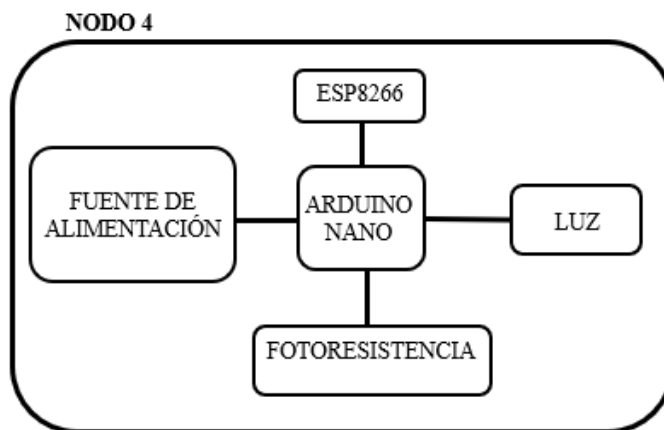 NODO 4
ESP8266
FUENTE DE
ALIMENTACIÓN
ARDUINO
NANO
LUZ
FOTORESISTENCIA